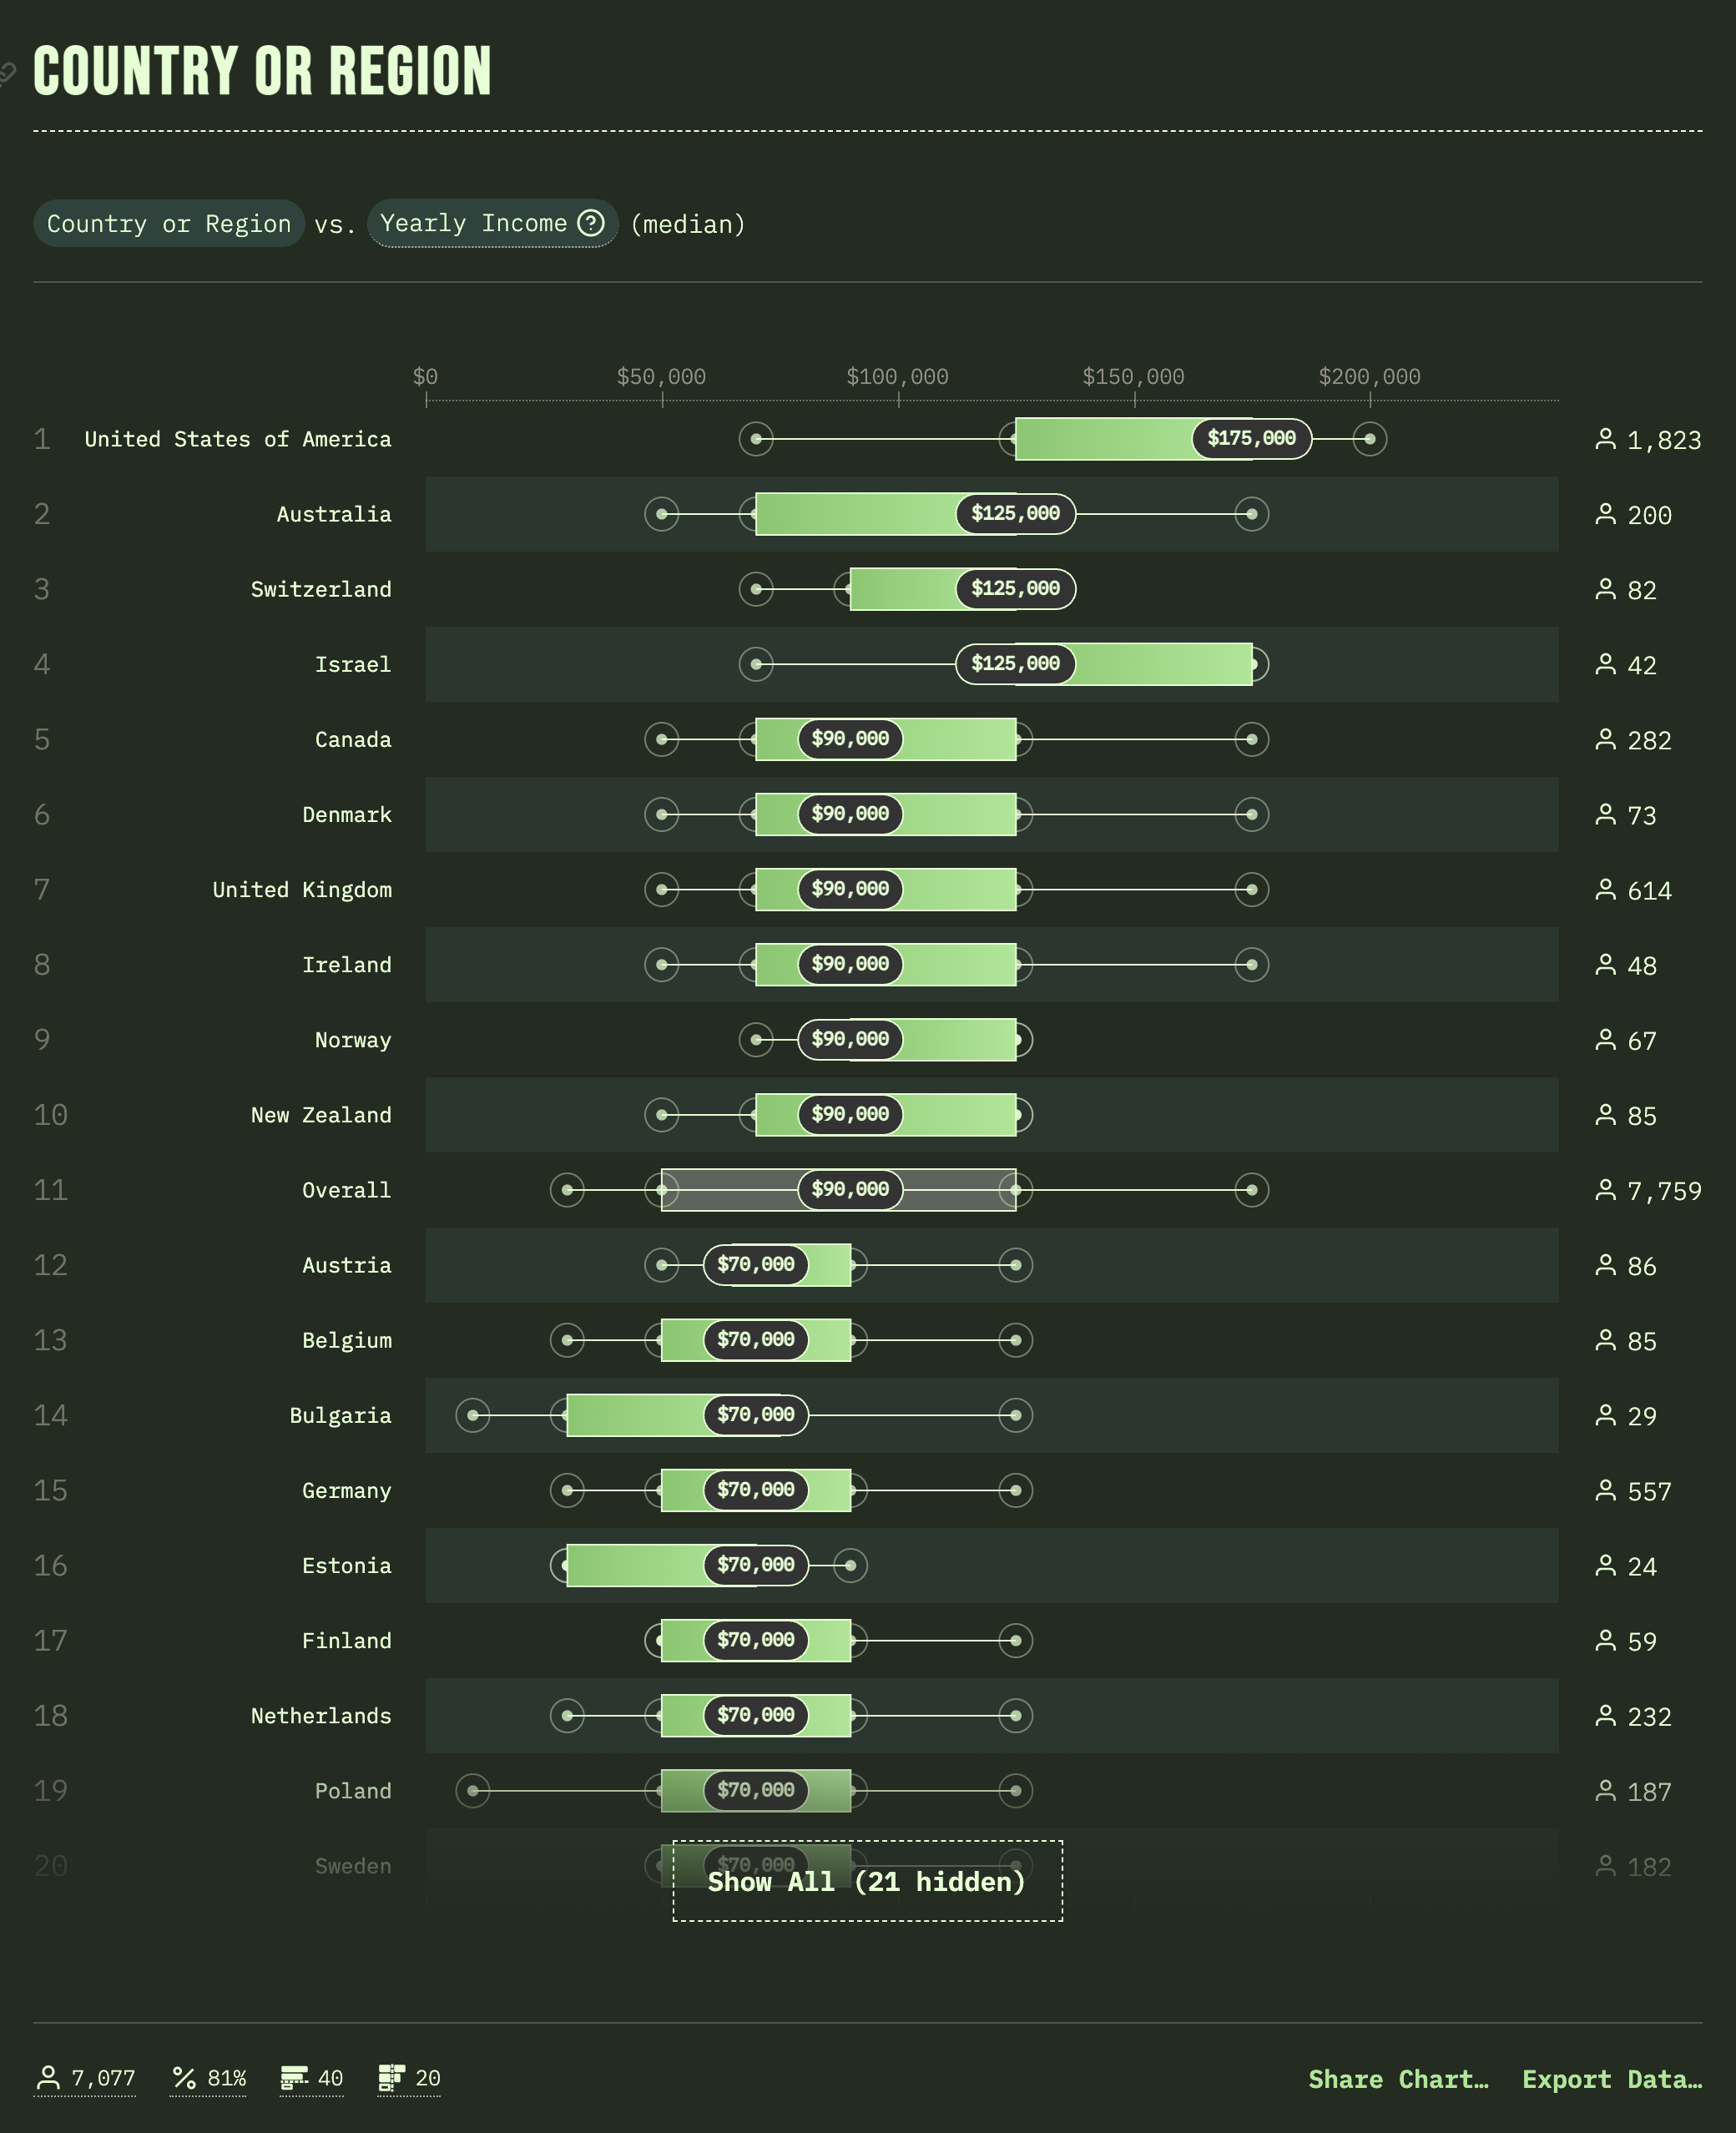 COUNTRY OR REGION
Country or Region vs. Yearly Income ? (median)
$0 $50,000 $100,000 $150,000 $200,000
1 United States of America $175,000 1,823
2 Australia $125,000 200
3 Switzerland $125,000 82
4 Israel $125,000 42
5 Canada $90,000 282
6 Denmark $90,000 73
7 United Kingdom $90,000 614
8 Ireland $90,000 48
9 Norway $90,000 67
10 New Zealand $90,000 85
11 Overall $90,000 7,759
12 Austria $70,000 86
13 Belgium $70,000 85
14 Bulgaria $70,000 29
15 Germany $70,000 557
16 Estonia $70,000 24
17 Finland $70,000 59
18 Netherlands $70,000 232
19 Poland $70,000 187
20 Sweden $70,000 182
Show All (21 hidden)
7,077 % 81% 40 20 Share Chart… Export Data…